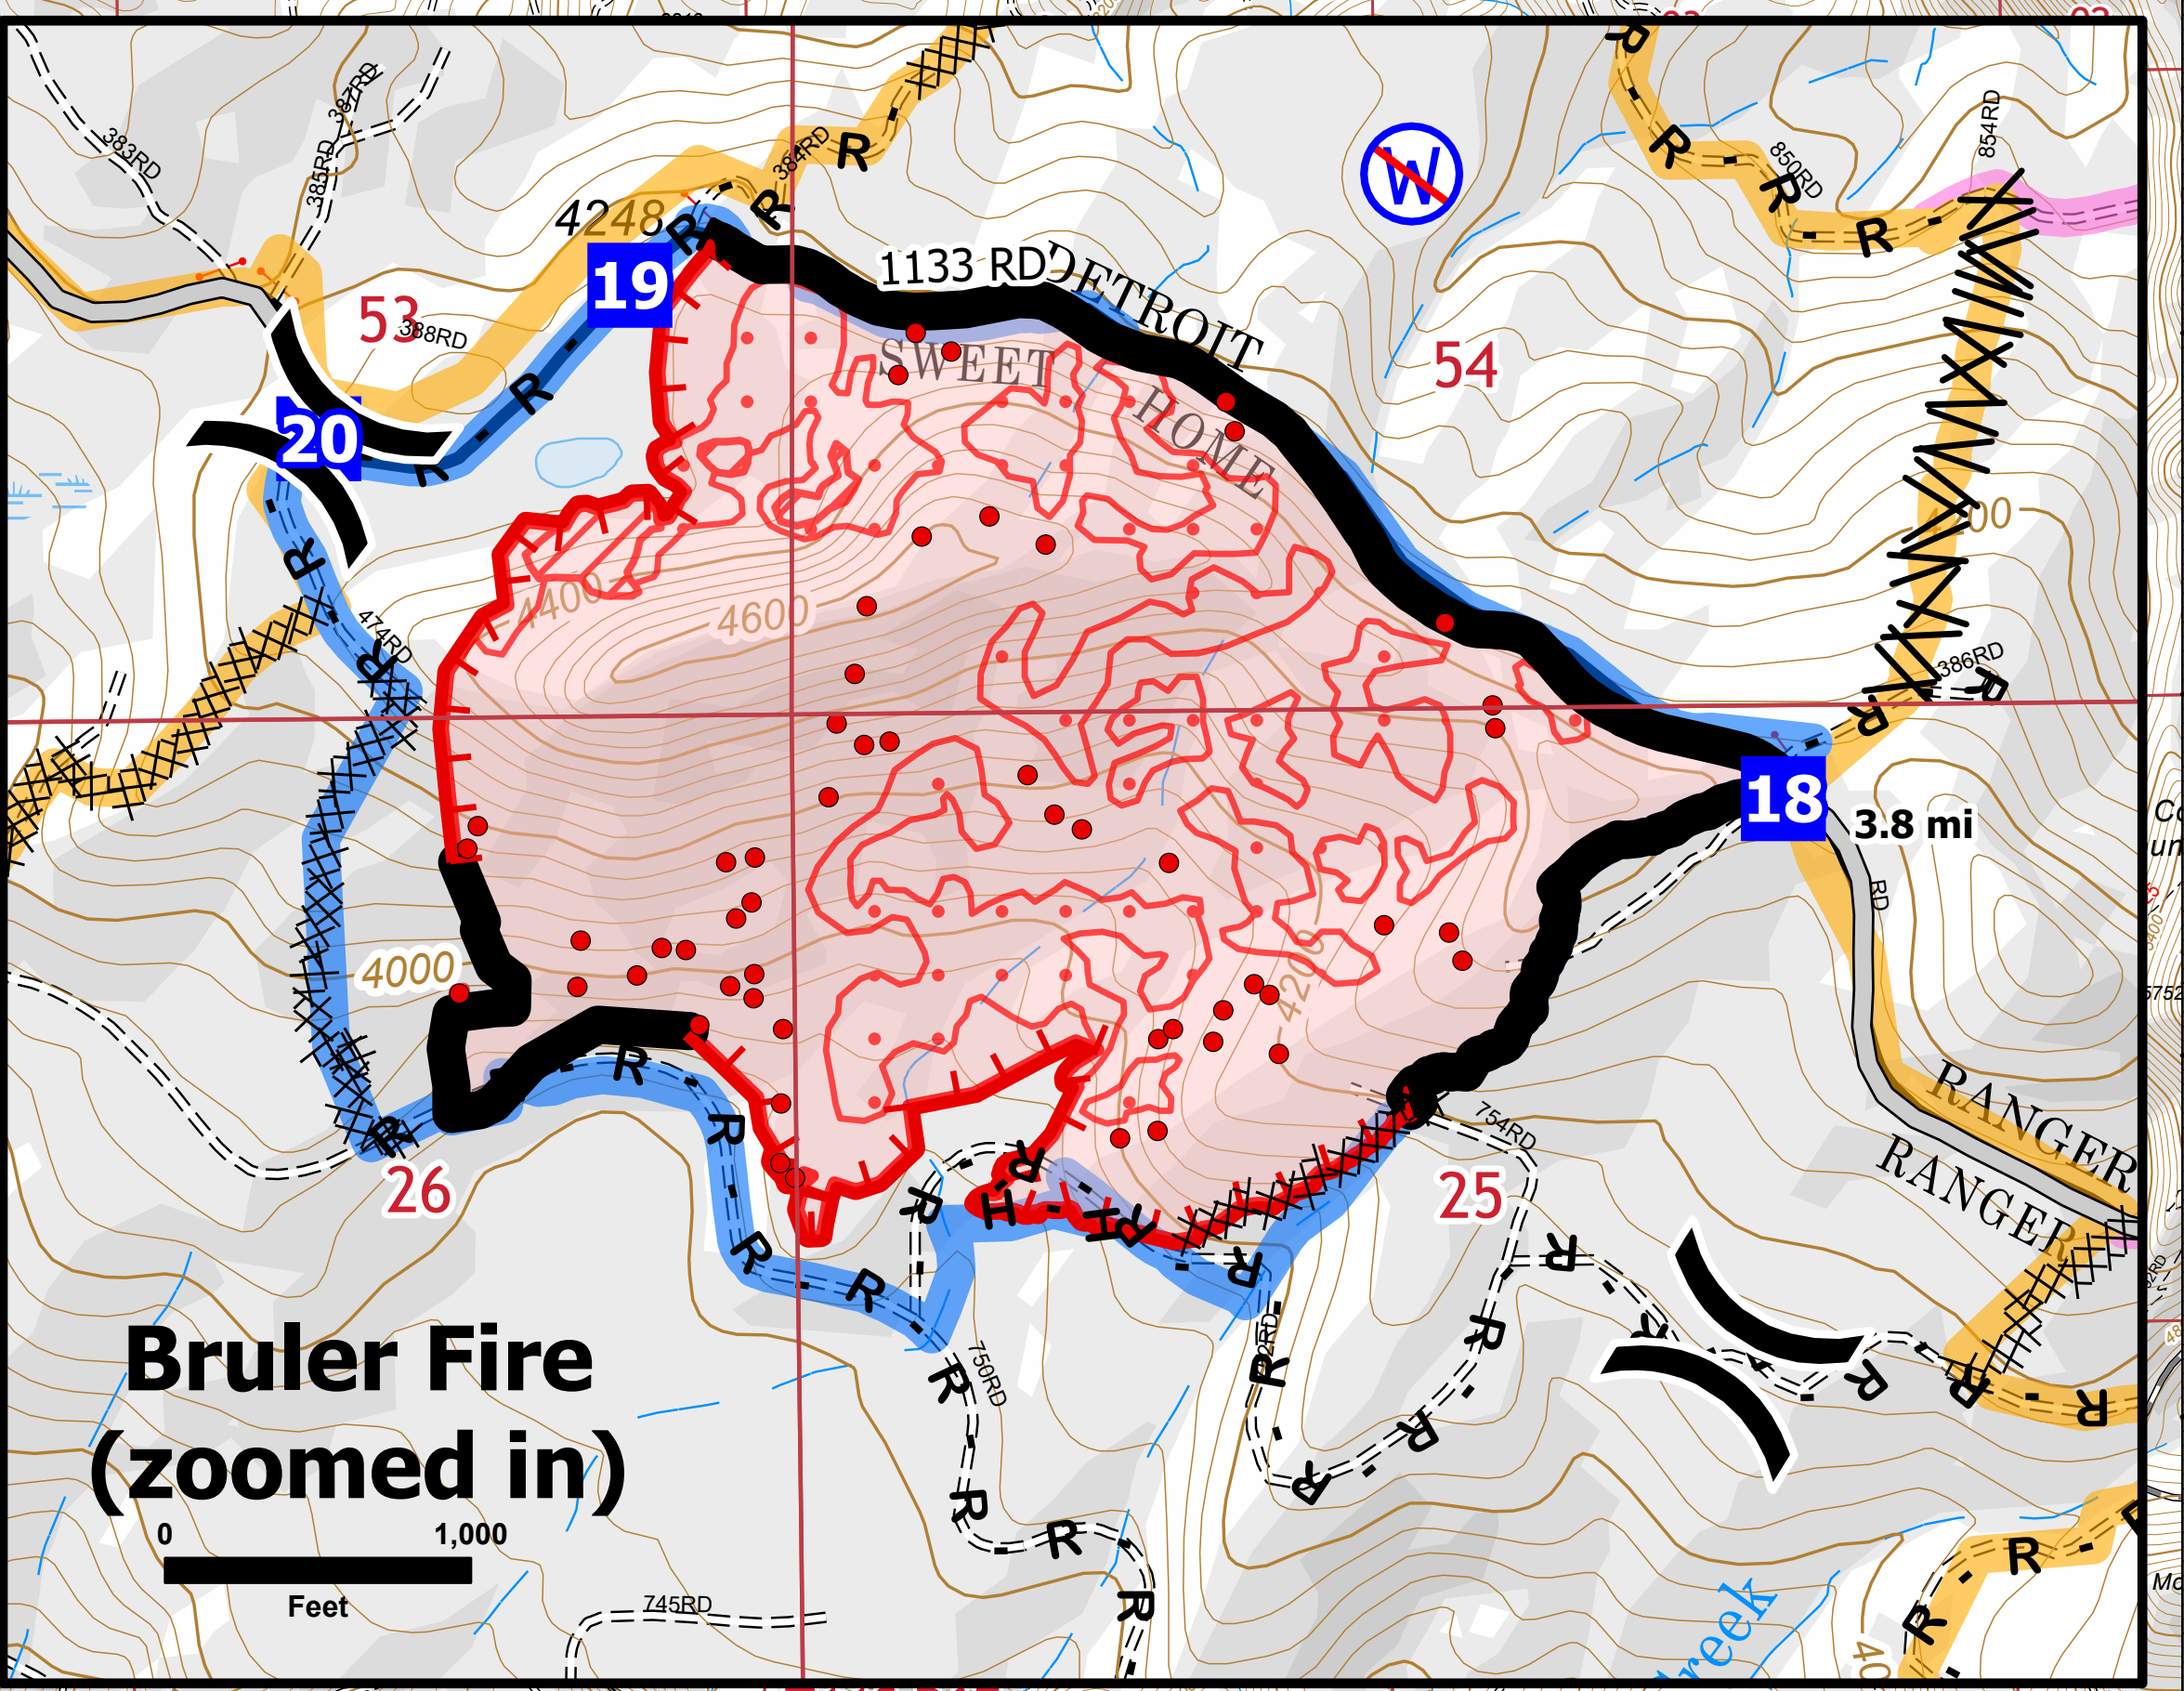 383RD
387RD
385RD
384RD
R
R
R
R
4248
R
19
53
388RD
R
20
R
R
474RD
R
1133 RD
DETROIT
SWEET
HOME
W
54
R
R
850RD
R
R
854RD
386RD
R
R
4400
4600
18
3.8 mi
RD
4000
4200
R
R
26
R
R
R
R
R
H
H
R
R
25
754RD
RANGER
RANGER
R
R
R
R
R
R
R
R
R
R
750RD
R
R
R
R
R
R
Creek
745RD
Bruler Fire
(zoomed in)
0 1,000
Feet